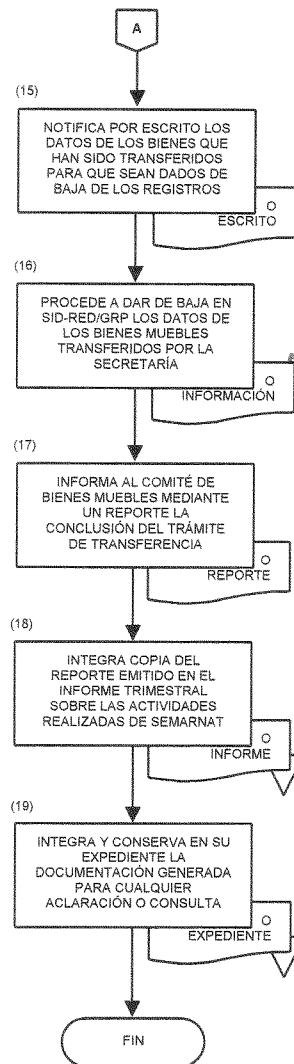 A
(15)
NOTIFICA POR ESCRITO LOS
DATOS DE LOS BIENES QUE
HAN SIDO TRANSFERIDOS
PARA QUE SEAN DADOS DE
BAJA DE LOS REGISTROS
O
ESCRITO
(16)
PROCEDE A DAR DE BAJA EN
SID-RED/GRP LOS DATOS DE
LOS BIENES MUEBLES
TRANSFERIDOS POR LA
SECRETARÍA
O
INFORMACIÓN
(17)
INFORMA AL COMITÉ DE
BIENES MUEBLES MEDIANTE
UN REPORTE LA
CONCLUSIÓN DEL TRÁMITE
DE TRANSFERENCIA
O
REPORTE
(18)
INTEGRA COPIA DEL
REPORTE EMITIDO EN EL
INFORME TRIMESTRAL
SOBRE LAS ACTIVIDADES
REALIZADAS DE SEMARNAT
O
INFORME
(19)
INTEGRA Y CONSERVA EN SU
EXPEDIENTE LA
DOCUMENTACIÓN GENERADA
PARA CUALQUIER
ACLARACIÓN O CONSULTA
O
EXPEDIENTE
FIN